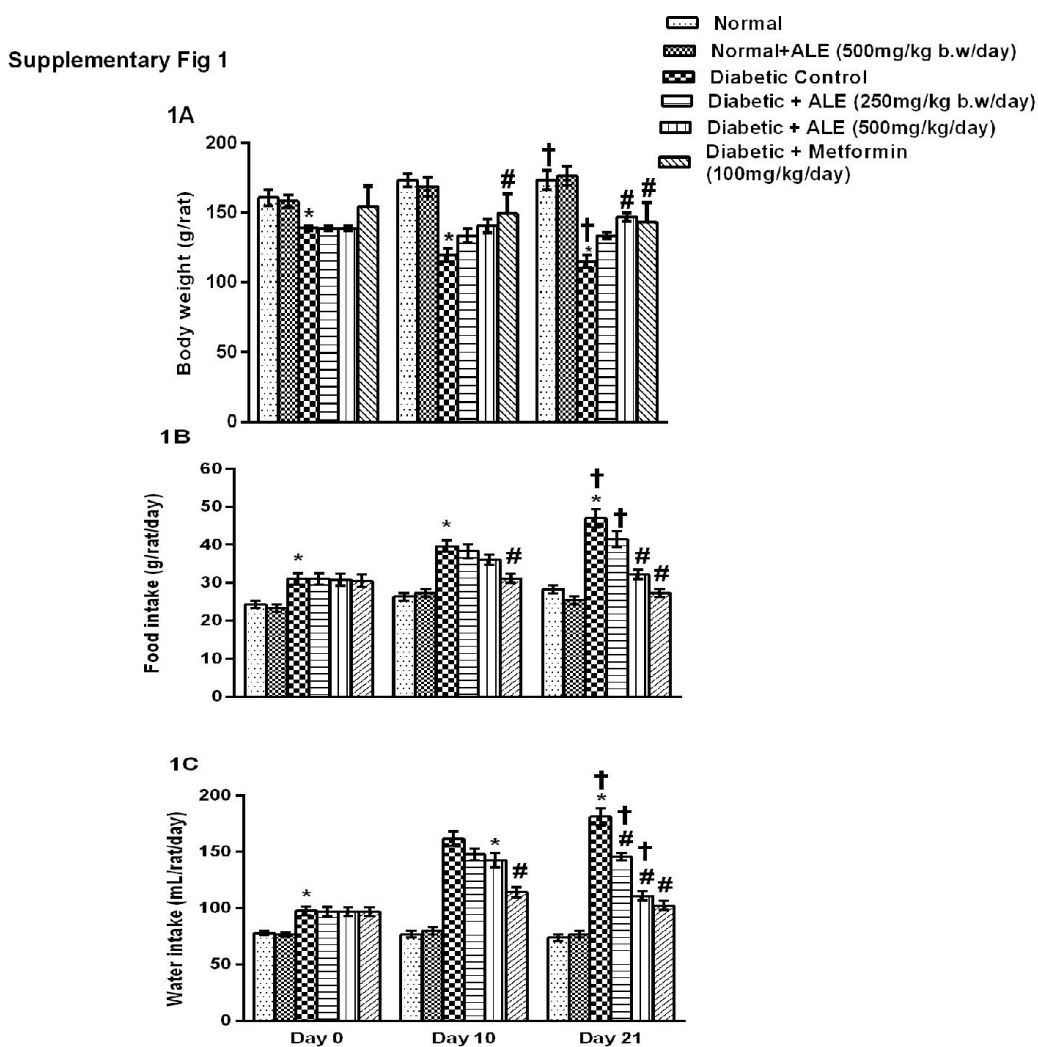 Normal
Normal+ALE (500mg/kg b.w/day)
Supplementary Fig 1
Diabetic Control
Diabetic + ALE (250mg/kg b.w/day)
Diabetic + ALE (500mg/kg/day)
Diabetic + Metformin
(100mg/kg/day)
1A
200
150
100
50
0
Body weight (g/rat)
*
*
#
†
†
*
#
#
1B
60
50
40
30
20
10
0
Food intake (g/rat/day)
*
*
#
†
*
†
#
#
1C
200
150
100
50
0
Water intake (mL/rat/day)
*
*
#
†
*
†
#
†
#
#
Day 0
Day 10
Day 21